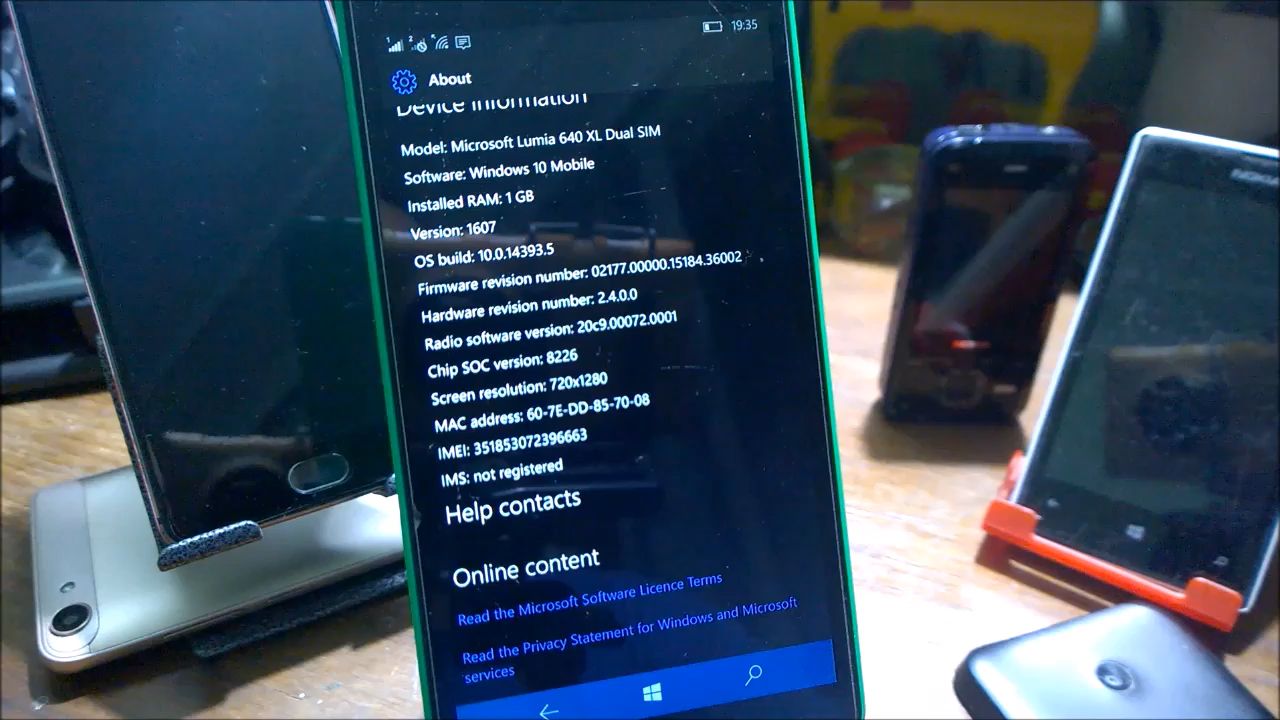 1 2 19:35
About
Device information
Model: Microsoft Lumia 640 XL Dual SIM
Software: Windows 10 Mobile
Installed RAM: 1 GB
Version: 1607
OS build: 10.0.14393.5
Firmware revision number: 02177.00000.15184.36002
Hardware revision number: 2.4.0.0
Radio software version: 20c9.00072.0001
Chip SOC version: 8226
Screen resolution: 720x1280
MAC address: 60-7E-DD-85-70-08
IMEI: 351853072396663
IMS: not registered
Help contacts
Online content
Read the Microsoft Software Licence Terms
Read the Privacy Statement for Windows and Microsoft
services
NOKIA